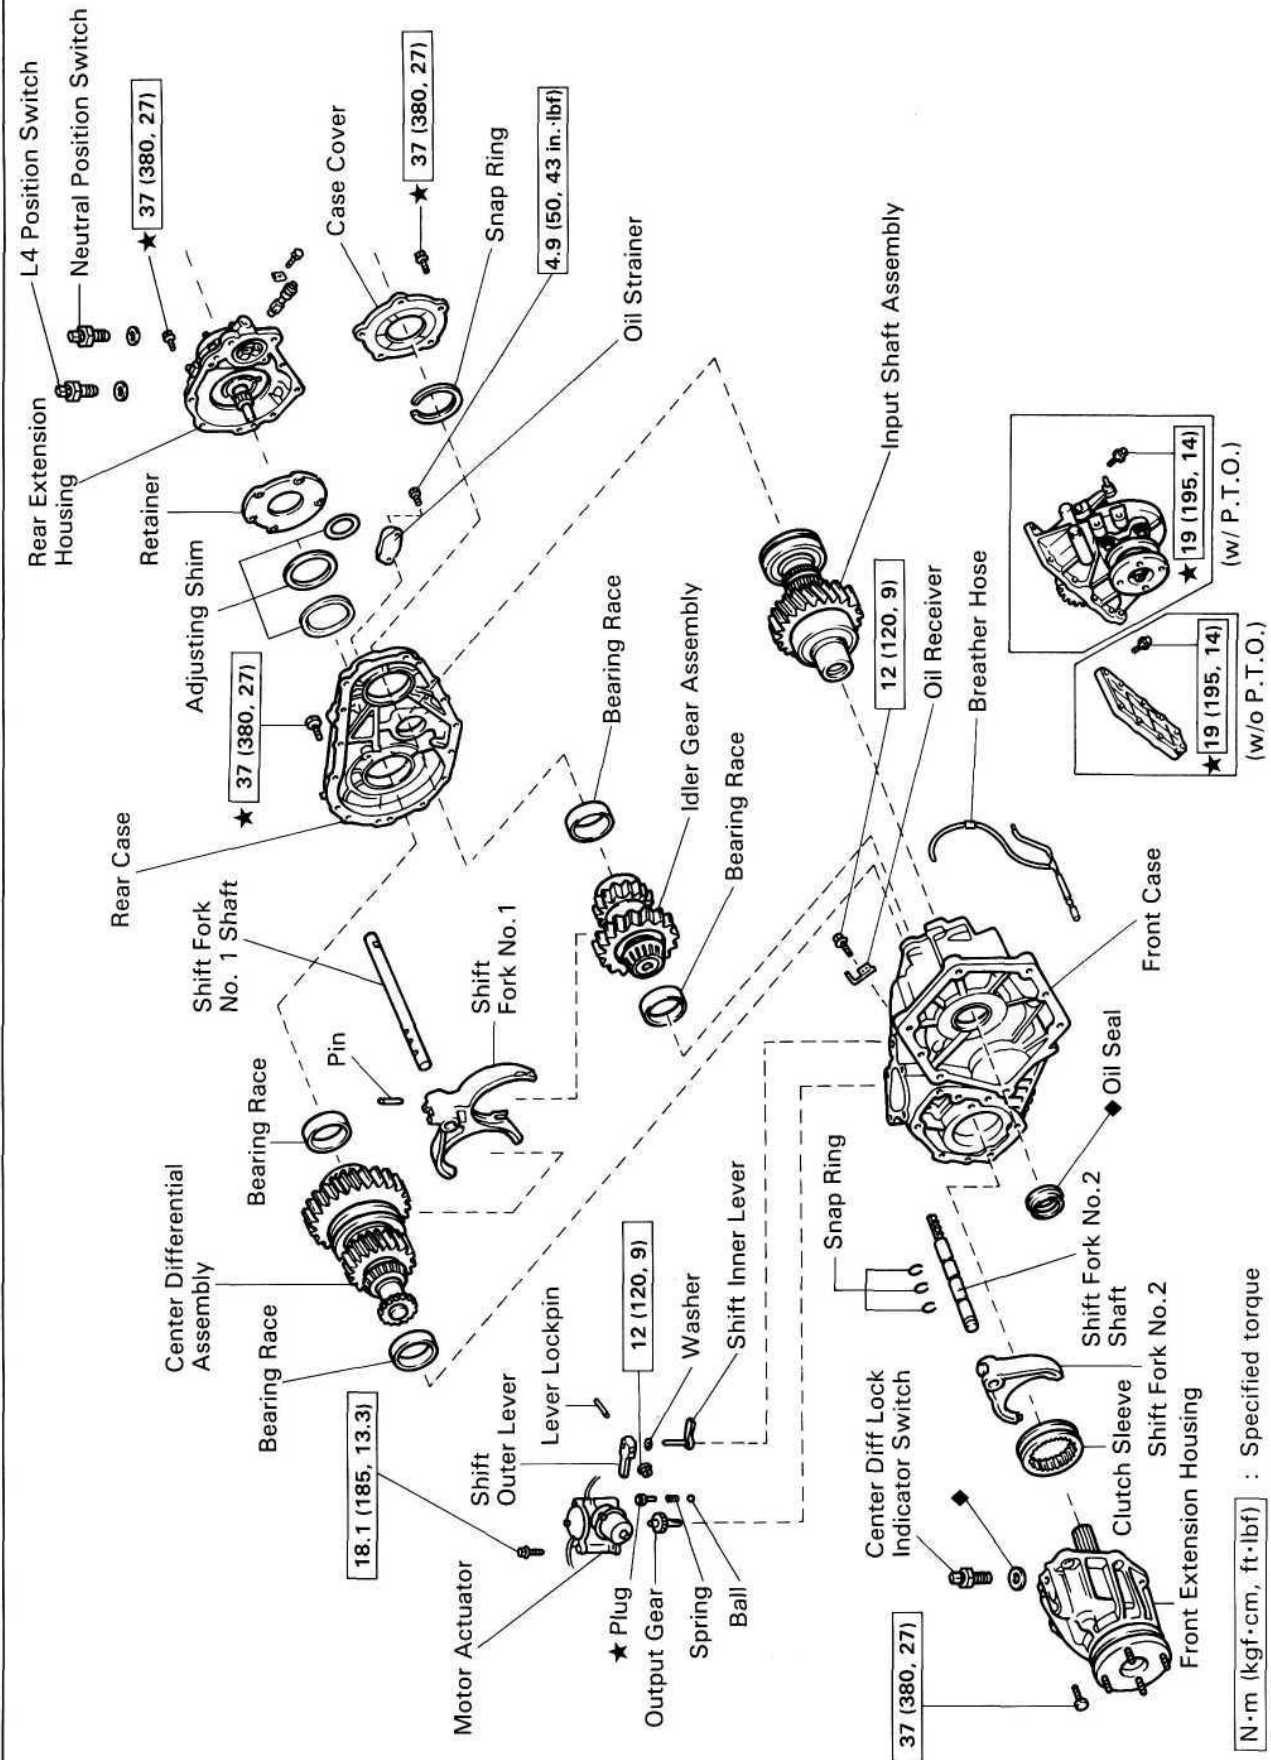 L4 Position Switch
Neutral Position Switch
★ 37 (380, 27)
Rear Extension
Housing
Retainer
Adjusting Shim
★ 37 (380, 27)
Case Cover
★ 37 (380, 27)
Snap Ring
4.9 (50, 43 in.·lbf)
Oil Strainer
Rear Case
Shift Fork
No. 1 Shaft
Pin
Shift
Fork No.1
Bearing Race
Center Differential
Assembly
Bearing Race
Bearing Race
Idler Gear Assembly
Bearing Race
Input Shaft Assembly
18.1 (185, 13.3)
Shift
Outer Lever
Lever Lockpin
12 (120, 9)
Washer
Shift Inner Lever
Motor Actuator
★ Plug
Output Gear
Spring
Ball
12 (120, 9)
Oil Receiver
Breather Hose
Front Case
◆ Oil Seal
Snap Ring
Shift Fork No.2
Shaft
Shift Fork No.2
Clutch Sleeve
Center Diff Lock
Indicator Switch
◆
Front Extension Housing
37 (380, 27)
★ 19 (195, 14)
(w/ P.T.O.)
★ 19 (195, 14)
(w/o P.T.O.)
N·m (kgf·cm, ft·lbf) : Specified torque